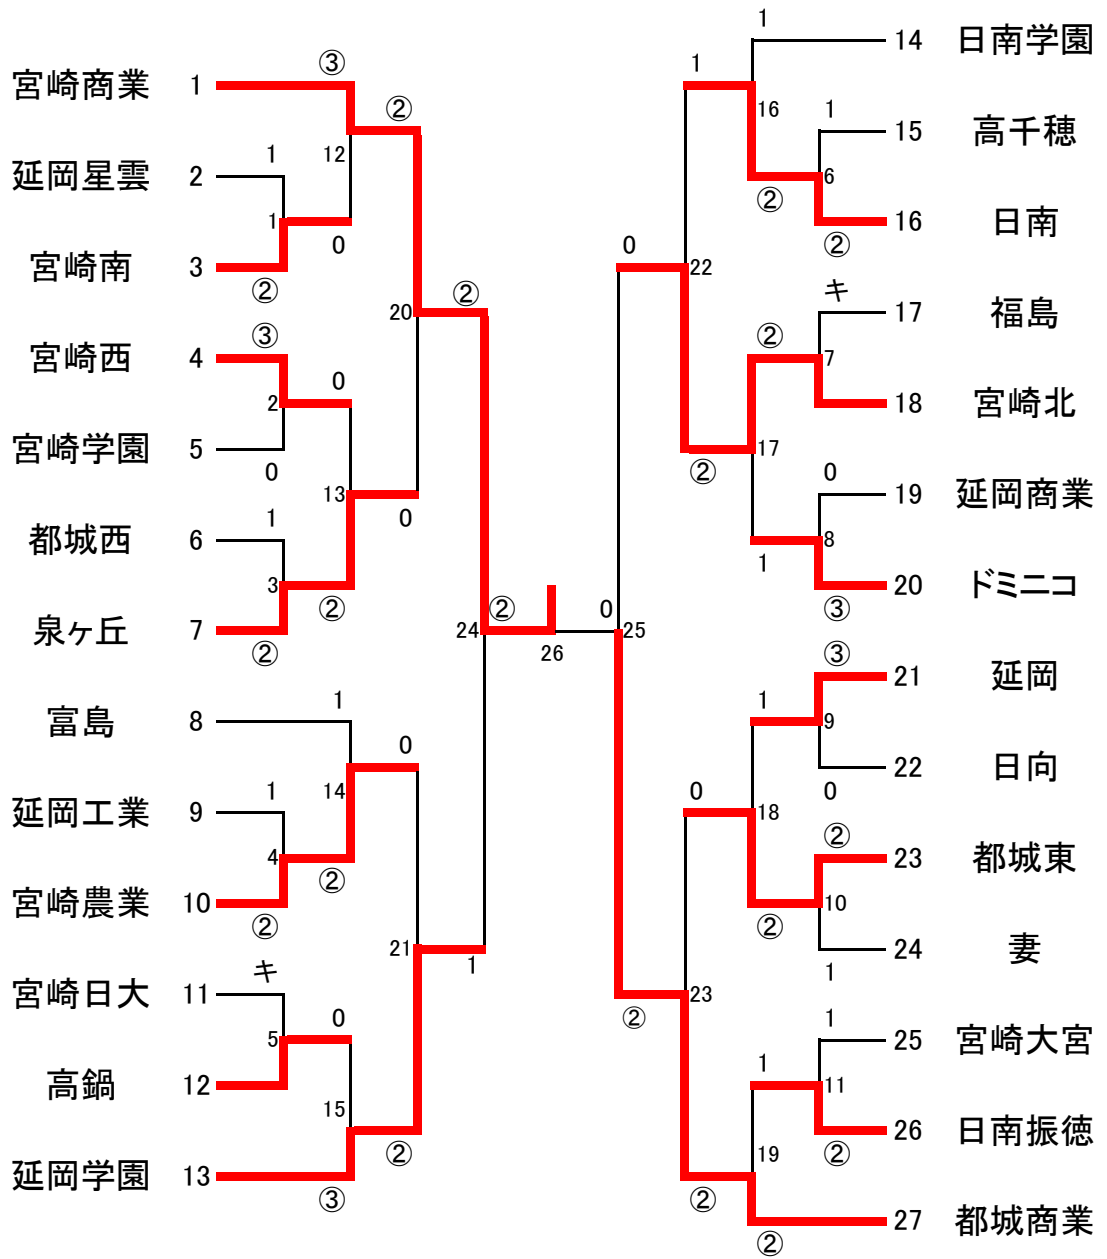 宮崎商業 1 ③
②
延岡星雲 2 1 12
1
宮崎南 3 ② 0
20 ②
宮崎西 4 ③ 0
2
宮崎学園 5 0
13 0
都城西 6 1
3 ②
泉ヶ丘 7 ②
24 ② 26
富島 8 1
0
延岡工業 9 1 14
4 ②
宮崎農業 10 ②
21 1
宮崎日大 11 キ 0
5
高鍋 12
15 ②
延岡学園 13 ③
1 14 日南学園
1 16
1 15 高千穂
② 6
② 16 日南
0 22
キ 17 福島
② 7
18 宮崎北
② 17
0 19 延岡商業
1 8
③ 20 ドミニコ
0 25
③ 21 延岡
1 9
0 22 日向
0 18
② 23 都城東
② 10
1 24 妻
② 23
1 25 宮崎大宮
1 11
② 26 日南振徳
② 19
② 27 都城商業